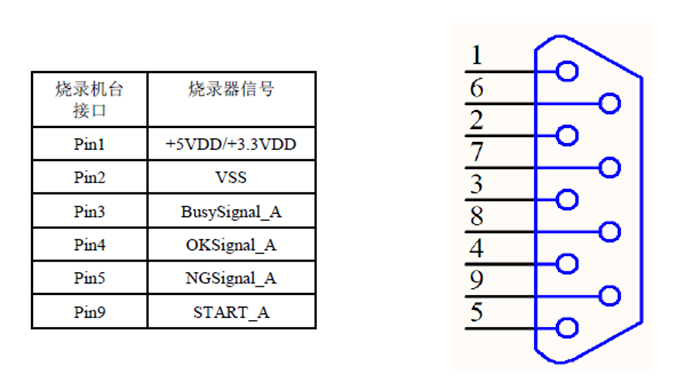 烧录机台
接口
烧录器信号
Pin1 +5VDD/+3.3VDD
Pin2 VSS
Pin3 BusySignal_A
Pin4 OKSignal_A
Pin5 NGSignal_A
Pin9 START_A
1
6
2
7
3
8
4
9
5